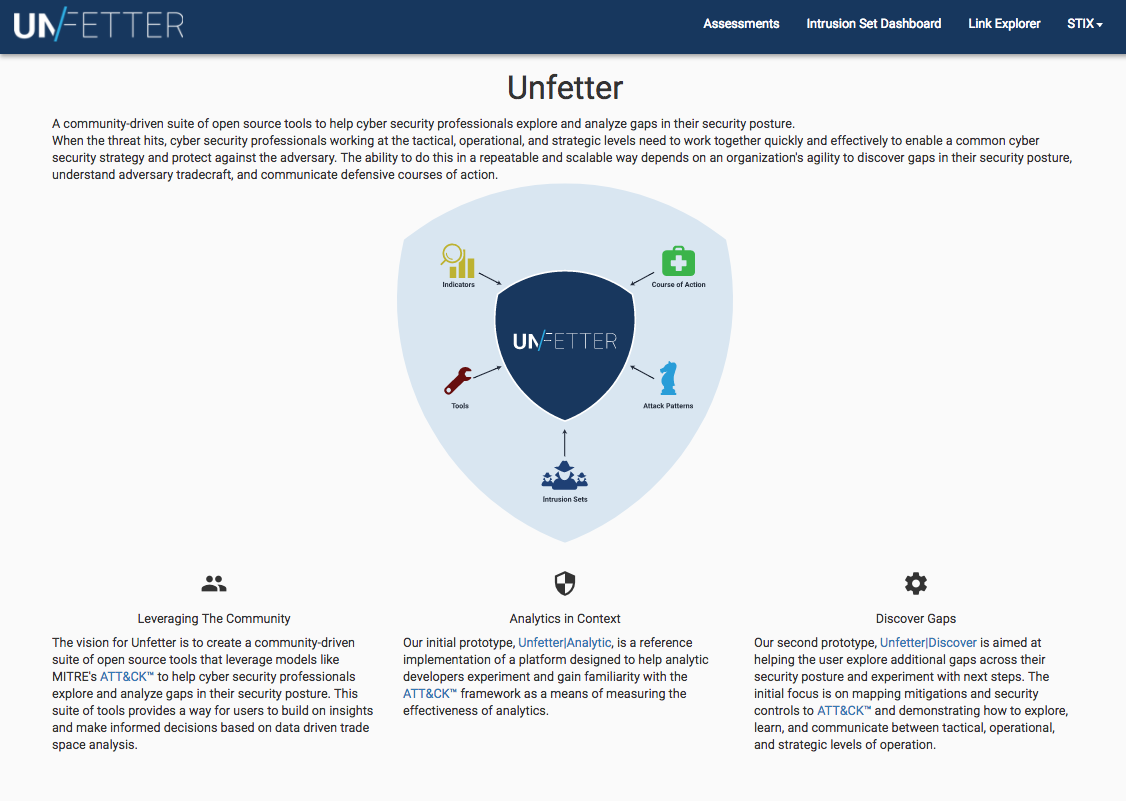 UNFETTER
Assessments
Intrusion Set Dashboard
Link Explorer
STIX
Unfetter
A community-driven suite of open source tools to help cyber security professionals explore and analyze gaps in their security posture.
When the threat hits, cyber security professionals working at the tactical, operational, and strategic levels need to work together quickly and effectively to enable a common cyber
security strategy and protect against the adversary. The ability to do this in a repeatable and scalable way depends on an organization's agility to discover gaps in their security posture,
understand adversary tradecraft, and communicate defensive courses of action.
Indicators
Course of Action
UNFETTER
Tools
Attack Patterns
Intrusion Sets
Leveraging The Community
The vision for Unfetter is to create a community-driven
suite of open source tools that leverage models like
MITRE's ATT&CK™ to help cyber security professionals
explore and analyze gaps in their security posture. This
suite of tools provides a way for users to build on insights
and make informed decisions based on data driven trade
space analysis.
Analytics in Context
Our initial prototype, Unfetter|Analytic, is a reference
implementation of a platform designed to help analytic
developers experiment and gain familiarity with the
ATT&CK™ framework as a means of measuring the
effectiveness of analytics.
Discover Gaps
Our second prototype, Unfetter|Discover is aimed at
helping the user explore additional gaps across their
security posture and experiment with next steps. The
initial focus is on mapping mitigations and security
controls to ATT&CK™ and demonstrating how to explore,
learn, and communicate between tactical, operational,
and strategic levels of operation.